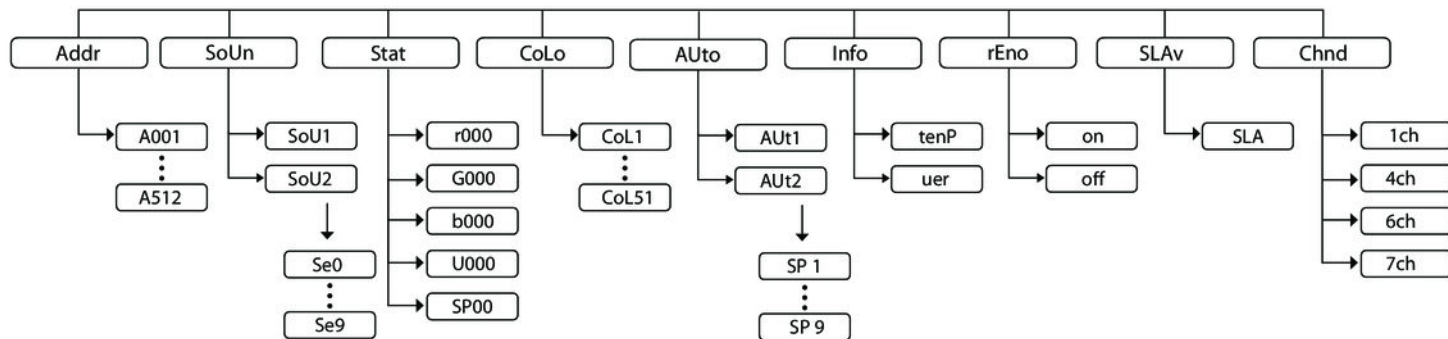 Addr
SoUn
Stat
CoLo
AUto
Info
rEno
SLAv
Chnd
A001
A512
SoU1
SoU2
Se0
Se9
r000
G000
b000
U000
SP00
CoL1
CoL51
AUt1
AUt2
SP 1
SP 9
tenP
uer
on
off
SLA
1ch
4ch
6ch
7ch